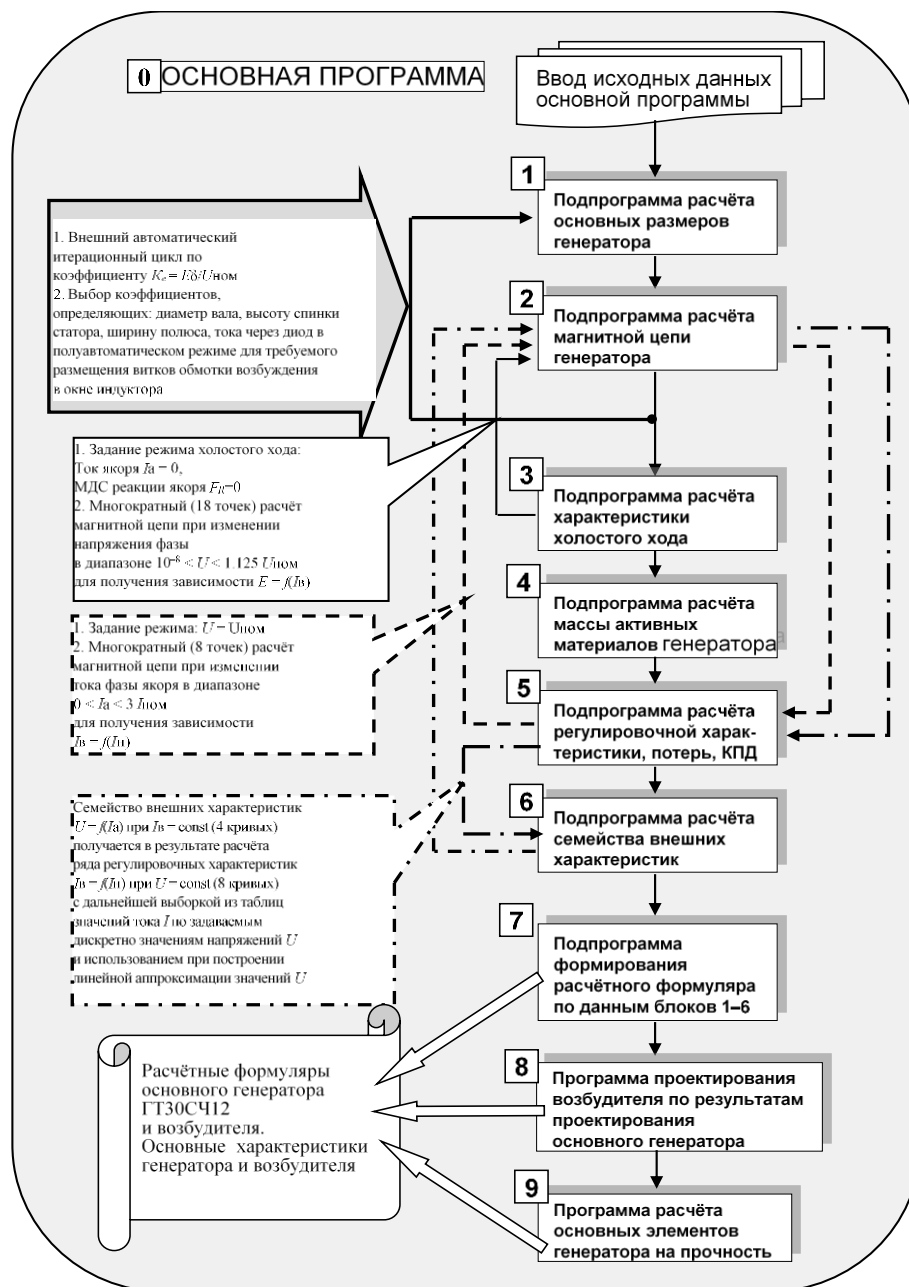 0 ОСНОВНАЯ ПРОГРАММА
Ввод исходных данных
основной программы
1
Подпрограмма расчёта
основных размеров
генератора
1. Внешний автоматический
итерационный цикл по
коэффициенту Kе = Eδ/Uном
2. Выбор коэффициентов,
определяющих: диаметр вала, высоту спинки
статора, ширину полюса, тока через диод в
полуавтоматическом режиме для требуемого
размещения витков обмотки возбуждения
в окне индуктора
2
Подпрограмма расчёта
магнитной цепи
генератора
1. Задание режима холостого хода:
Ток якоря Iа = 0,
МДС реакции якоря FR=0
2. Многократный (18 точек) расчёт
магнитной цепи при изменении
напряжения фазы
в диапазоне 10⁻⁸ < U < 1.125 Uном
для получения зависимости E = f(Iв)
3
Подпрограмма расчёта
характеристики
холостого хода
4
Подпрограмма расчёта
массы активных
материалов генератора
1. Задание режима: U = Uном
2. Многократный (8 точек) расчёт
магнитной цепи при изменении
тока фазы якоря в диапазоне
0 < Iа < 3 Iном
для получения зависимости
Iв = f(Iн)
5
Подпрограмма расчёта
регулировочной харак-
теристики, потерь, КПД
6
Подпрограмма расчёта
семейства внешних
характеристик
Семейство внешних характеристик
U = f(Iа) при Iв = const (4 кривых)
получается в результате расчёта
ряда регулировочных характеристик
Iв = f(Iн) при U = const (8 кривых)
с дальнейшей выборкой из таблиц
значений тока I по задаваемым
дискретно значениям напряжений U
и использованием при построении
линейной аппроксимации значений U
7
Подпрограмма
формирования
расчётного формуляра
по данным блоков 1–6
Расчётные формуляры
основного генератора
ГТ30СЧ12
и возбудителя.
Основные характеристики
генератора и возбудителя
8
Программа проектирования
возбудителя по результатам
проектирования
основного генератора
9
Программа расчёта
основных элементов
генератора на прочность